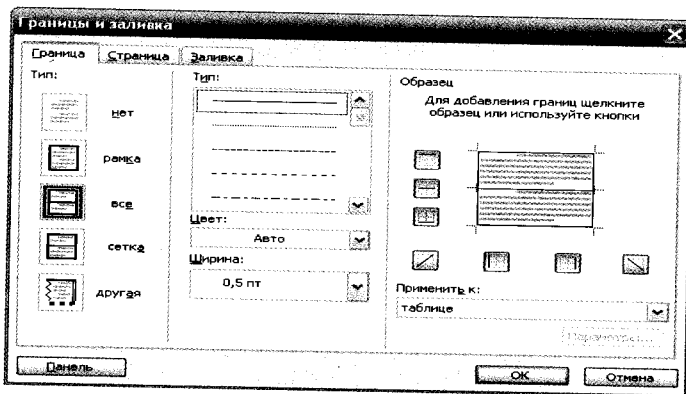 Границы и заливка
Граница Страница Заливка
Тип:
нет
рамка
все
сетка
другая
Тип:
Цвет:
Авто
Ширина:
0,5 пт
Образец
Для добавления границ щелкните
образец или используйте кнопки
Применить к:
таблице
Параметры...
Панель
ОК
Отмена